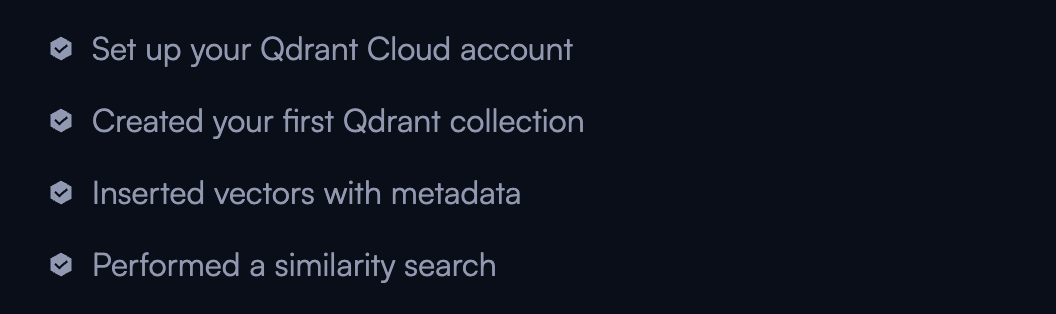 Set up your Qdrant Cloud account
Created your first Qdrant collection
Inserted vectors with metadata
Performed a similarity search